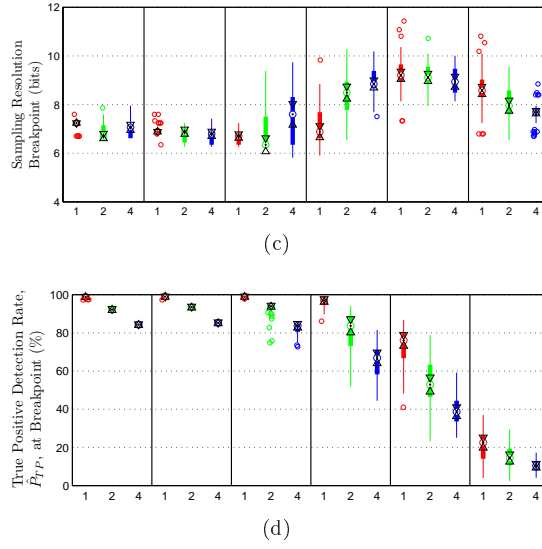 Sampling Resolution
Breakpoint (bits)
12
10
8
6
4
1 2 4 1 2 4 1 2 4 1 2 4 1 2 4 1 2 4
(c)
True Positive Detection Rate,
P̂_TP, at Breakpoint (%)
100
80
60
40
20
0
1 2 4 1 2 4 1 2 4 1 2 4 1 2 4 1 2 4
(d)